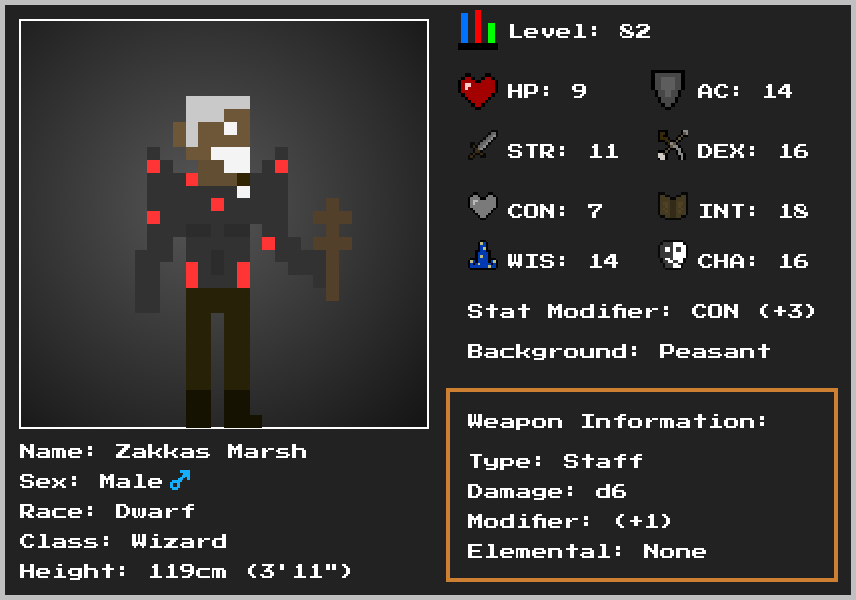 Level: 82
HP: 9 AC: 14
STR: 11 DEX: 16
CON: 7 INT: 18
WIS: 14 CHA: 16
Stat Modifier: CON (+3)
Background: Peasant
Weapon Information:
Type: Staff
Damage: d6
Modifier: (+1)
Elemental: None
Name: Zakkas Marsh
Sex: Male ♂
Race: Dwarf
Class: Wizard
Height: 119cm (3'11")